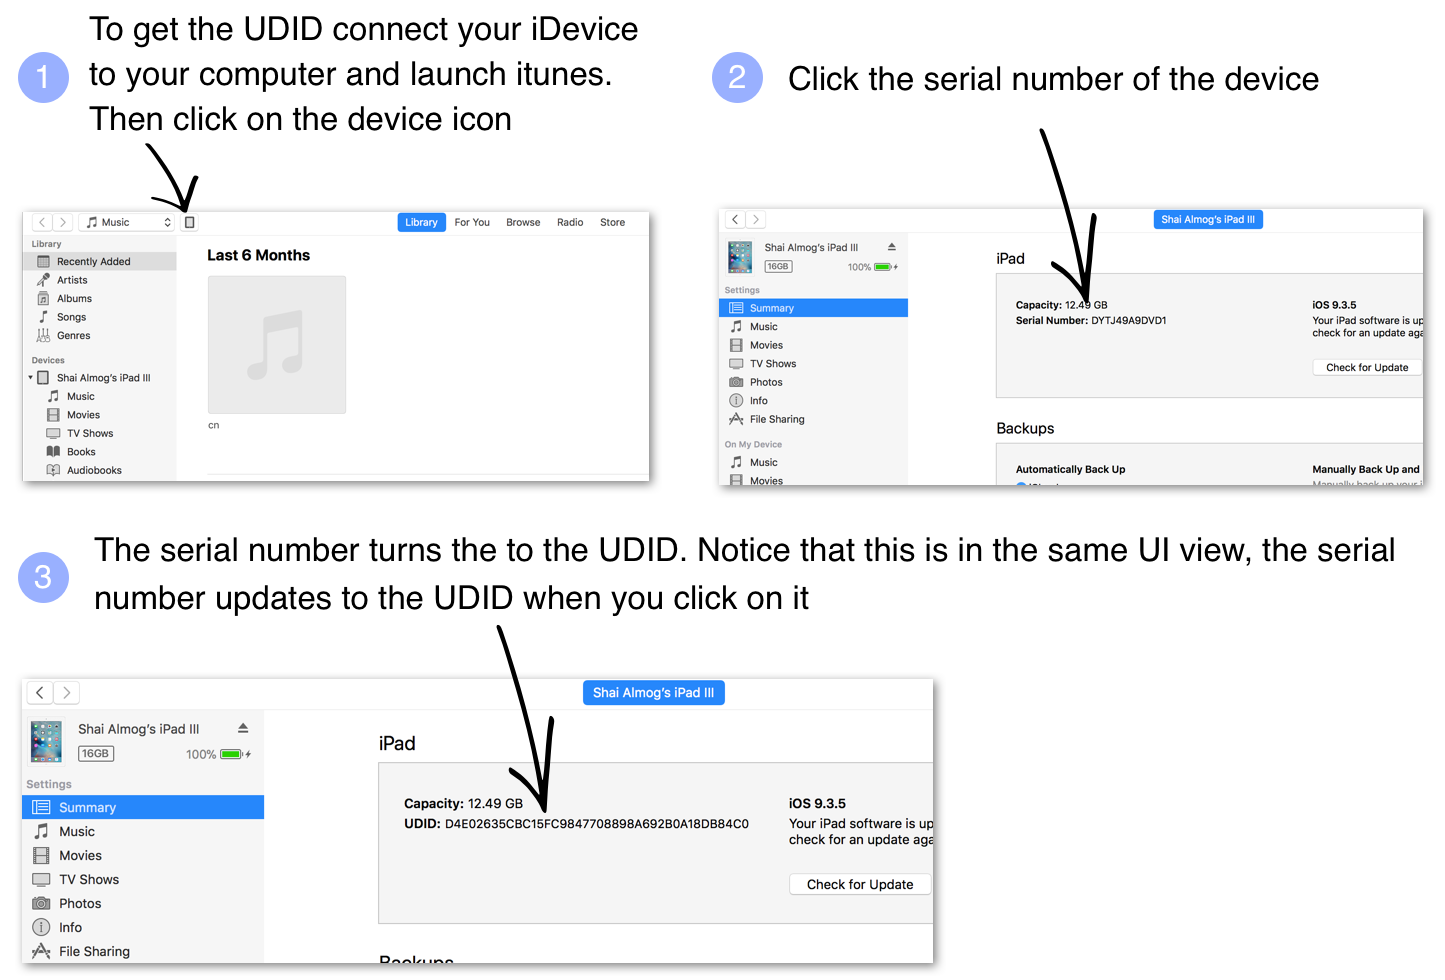 1
To get the UDID connect your iDevice
to your computer and launch itunes.
Then click on the device icon
Music
Library
For You
Browse
Radio
Store
Library
Recently Added
Artists
Albums
Songs
Genres
Devices
Shai Almog's iPad III
Music
Movies
TV Shows
Books
Audiobooks
Last 6 Months
cn
2
Click the serial number of the device
Shai Almog's iPad III
Shai Almog's iPad III
16GB
100%
Settings
Summary
Music
Movies
TV Shows
Photos
Info
File Sharing
On My Device
Music
Movies
iPad
Capacity: 12.49 GB
Serial Number: DYTJ49A9DVD1
iOS 9.3.5
Your iPad software is up
check for an update aga
Check for Update
Backups
Automatically Back Up
Manually Back Up and
Manually back up your i
3
The serial number turns the to the UDID. Notice that this is in the same UI view, the serial
number updates to the UDID when you click on it
Shai Almog's iPad III
Shai Almog's iPad III
16GB
100%
Settings
Summary
Music
Movies
TV Shows
Photos
Info
File Sharing
iPad
Capacity: 12.49 GB
UDID: D4E02635CBC15FC9847708898A692B0A18DB84C0
iOS 9.3.5
Your iPad software is up
check for an update aga
Check for Update
Backups